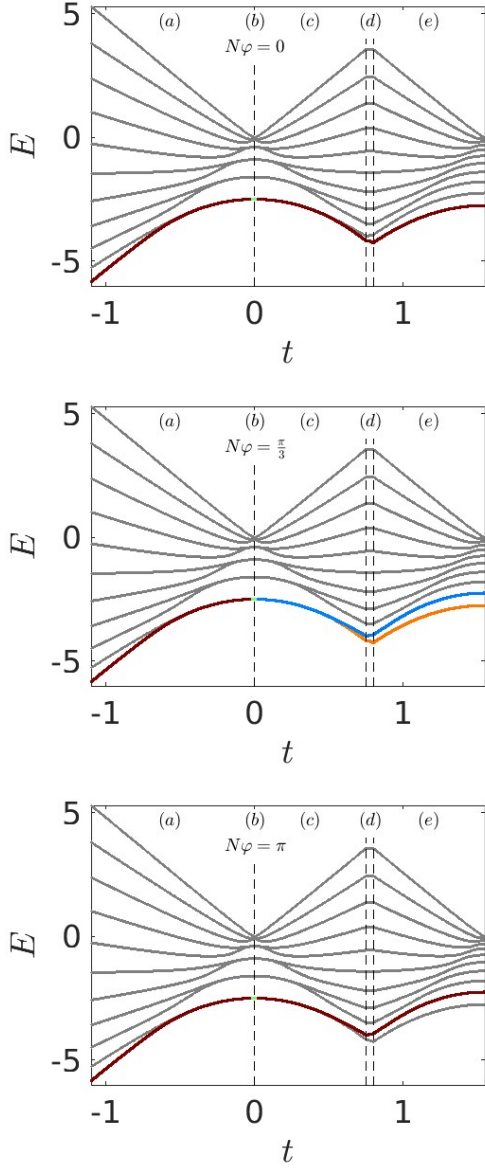 (a) (b) (c) (d) (e)
Nφ = 0
5
0
-5
E
-1 0 1
t
(a) (b) (c) (d) (e)
Nφ = π/3
5
0
-5
E
-1 0 1
t
(a) (b) (c) (d) (e)
Nφ = π
5
0
-5
E
-1 0 1
t